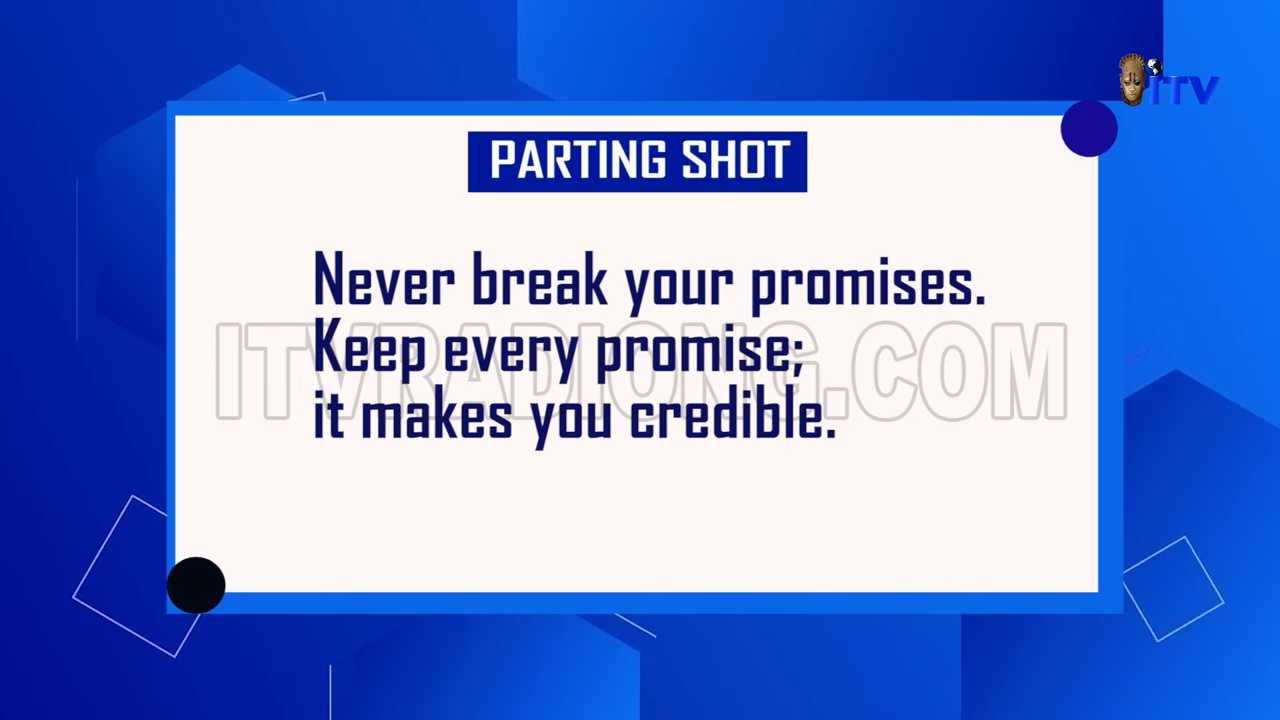 iTV
PARTING SHOT
Never break your promises.
Keep every promise;
it makes you credible.
ITVRADIONG.COM